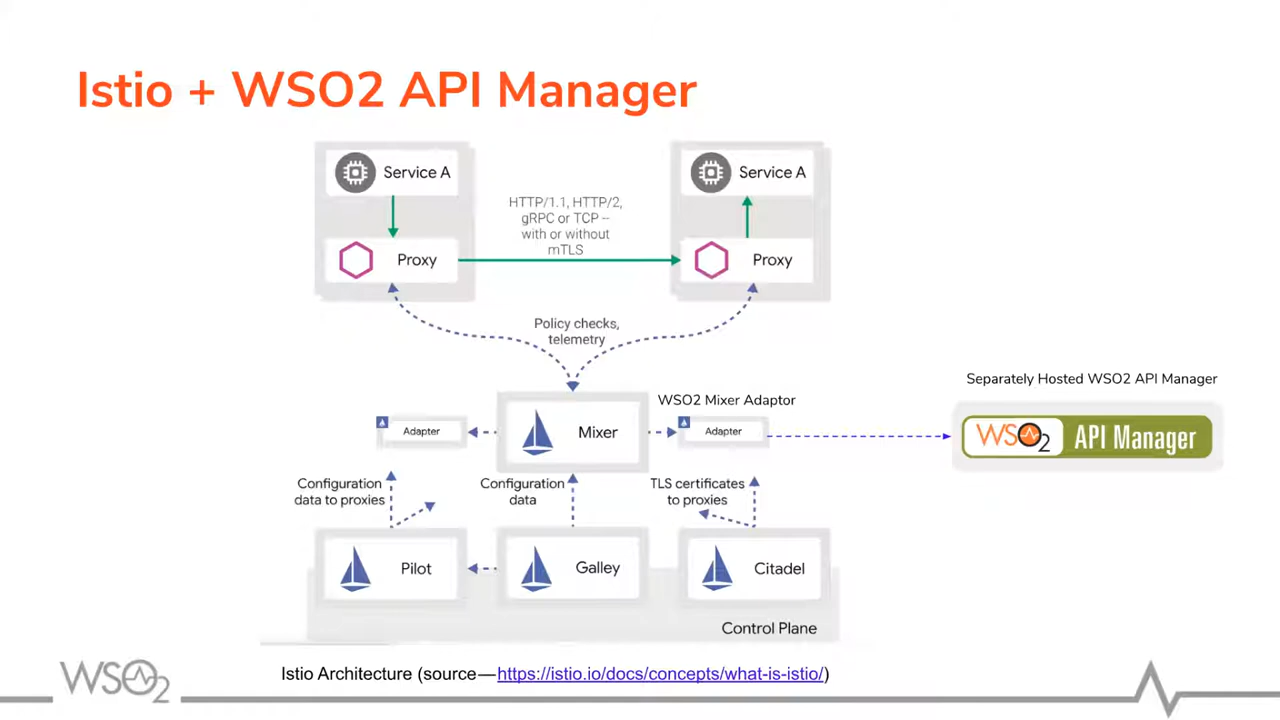 Istio + WSO2 API Manager
Service A
Service A
HTTP/1.1, HTTP/2,
gRPC or TCP --
with or without
mTLS
Proxy
Proxy
Policy checks,
telemetry
Separately Hosted WSO2 API Manager
WSO2 Mixer Adaptor
Adapter
Mixer
Adapter
WSO2 API Manager
Configuration
data to proxies
Configuration
data
TLS certificates
to proxies
Pilot
Galley
Citadel
Control Plane
WSO2
Istio Architecture (source — https://istio.io/docs/concepts/what-is-istio/)